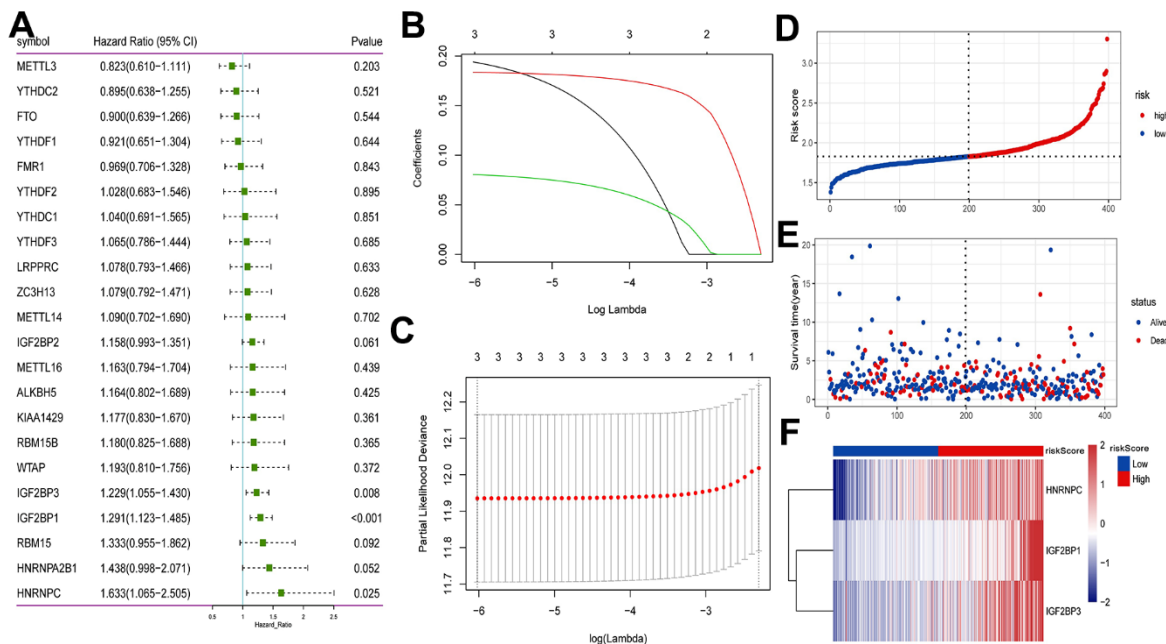 A
symbol Hazard Ratio (95% CI) Pvalue
METTL3 0.823(0.610−1.111) 0.203
YTHDC2 0.895(0.638−1.255) 0.521
FTO 0.900(0.639−1.266) 0.544
YTHDF1 0.921(0.651−1.304) 0.644
FMR1 0.969(0.706−1.328) 0.843
YTHDF2 1.028(0.683−1.546) 0.895
YTHDC1 1.040(0.691−1.565) 0.851
YTHDF3 1.065(0.786−1.444) 0.685
LRPPRC 1.078(0.793−1.466) 0.633
ZC3H13 1.079(0.792−1.471) 0.628
METTL14 1.090(0.702−1.690) 0.702
IGF2BP2 1.158(0.993−1.351) 0.061
METTL16 1.163(0.794−1.704) 0.439
ALKBH5 1.164(0.802−1.689) 0.425
KIAA1429 1.177(0.830−1.670) 0.361
RBM15B 1.180(0.825−1.688) 0.365
WTAP 1.193(0.810−1.756) 0.372
IGF2BP3 1.229(1.055−1.430) 0.008
IGF2BP1 1.291(1.123−1.485) <0.001
RBM15 1.333(0.955−1.862) 0.092
HNRNPA2B1 1.438(0.998−2.071) 0.052
HNRNPC 1.633(1.065−2.505) 0.025
0.5 1 1.5 2 2.5
Hazard_Ratio
B
3 3 3 2
0.20
0.15
0.10
0.05
0.00
Coefficients
−6 −5 −4 −3
Log Lambda
C
3 3 3 3 3 3 3 3 3 3 2 2 1 1
12.2
12.1
12.0
11.9
11.8
11.7
Partial Likelihood Deviance
−6 −5 −4 −3
log(Lambda)
D
3.0
2.5
2.0
1.5
Risk score
0 100 200 300 400
risk
high
low
E
20
15
10
5
0
Survival time(year)
0 100 200 300 400
status
Alive
Dead
F
riskScore
HNRNPC
IGF2BP1
IGF2BP3
2
1
0
−1
−2
riskScore
Low
High